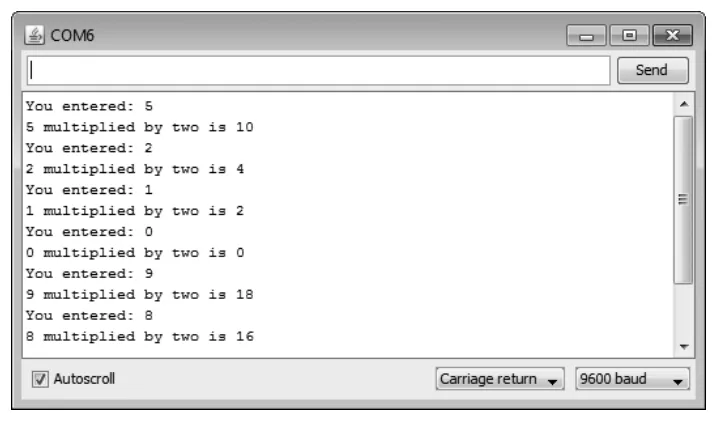 COM6
Send
You entered: 5
5 multiplied by two is 10
You entered: 2
2 multiplied by two is 4
You entered: 1
1 multiplied by two is 2
You entered: 0
0 multiplied by two is 0
You entered: 9
9 multiplied by two is 18
You entered: 8
8 multiplied by two is 16
Autoscroll
Carriage return
9600 baud